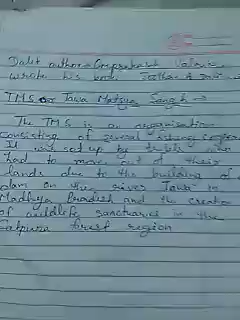 Dalit author Omprakash Valmiki
wrote his book Joothan
TMS or Tawa Matsya Sangh →
The TMS is an organisation
consisting of several fishing
It was set up by tribals who
had to move out of their
lands due to the building of
dam on the river Tawa in
Madhya Pradesh and the creation
of wildlife sanctuaries in the
Satpura forest region